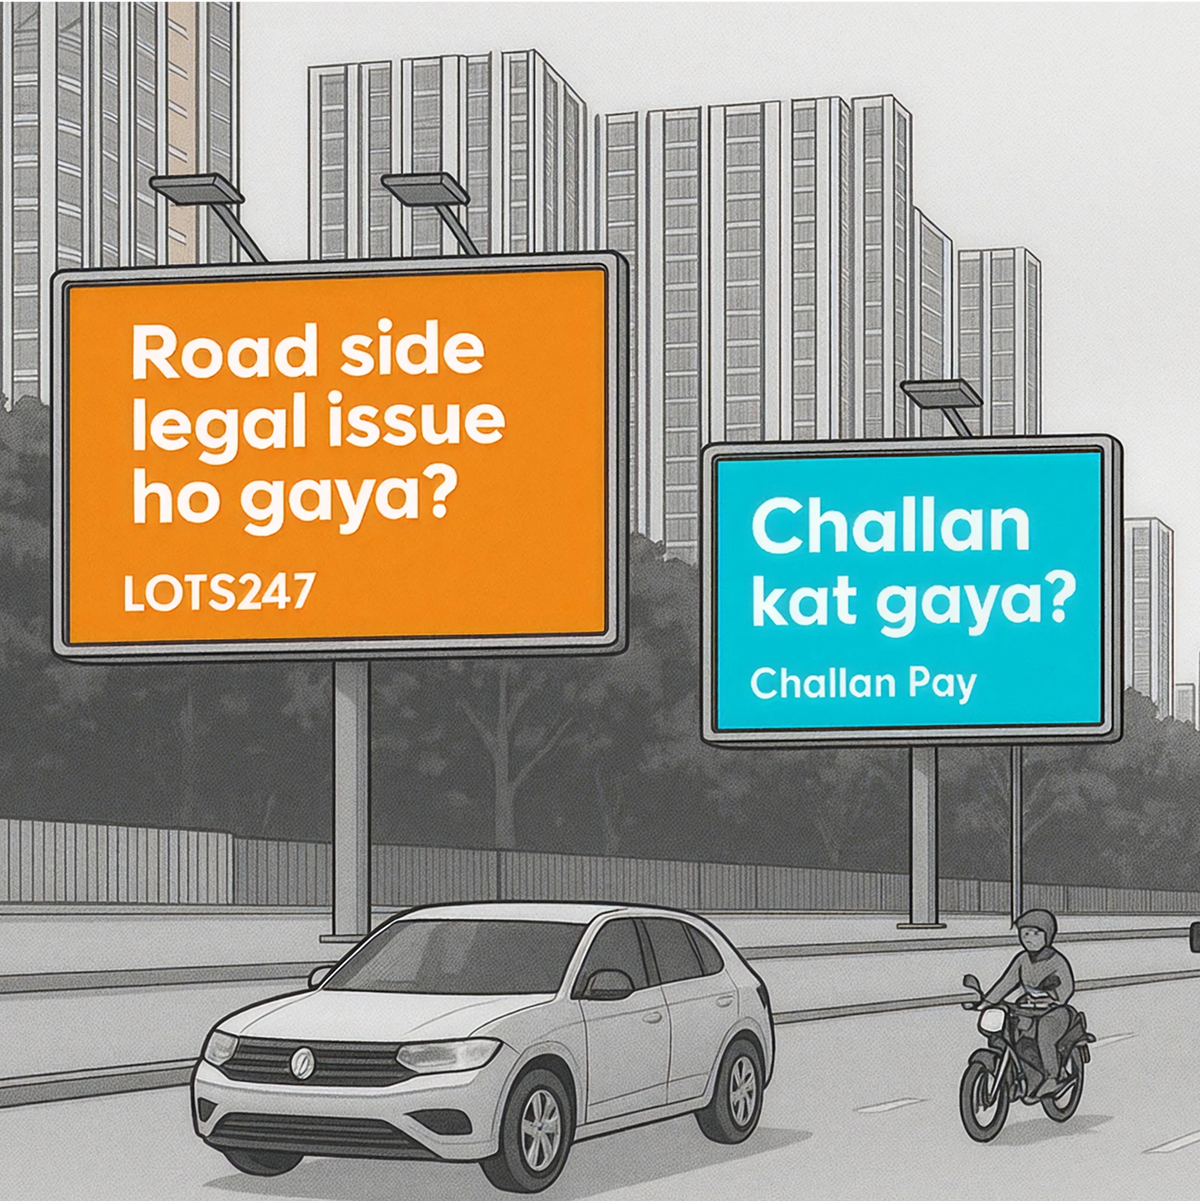 Road side
legal issue
ho gaya?
LOTS247
Challan
kat gaya?
Challan Pay